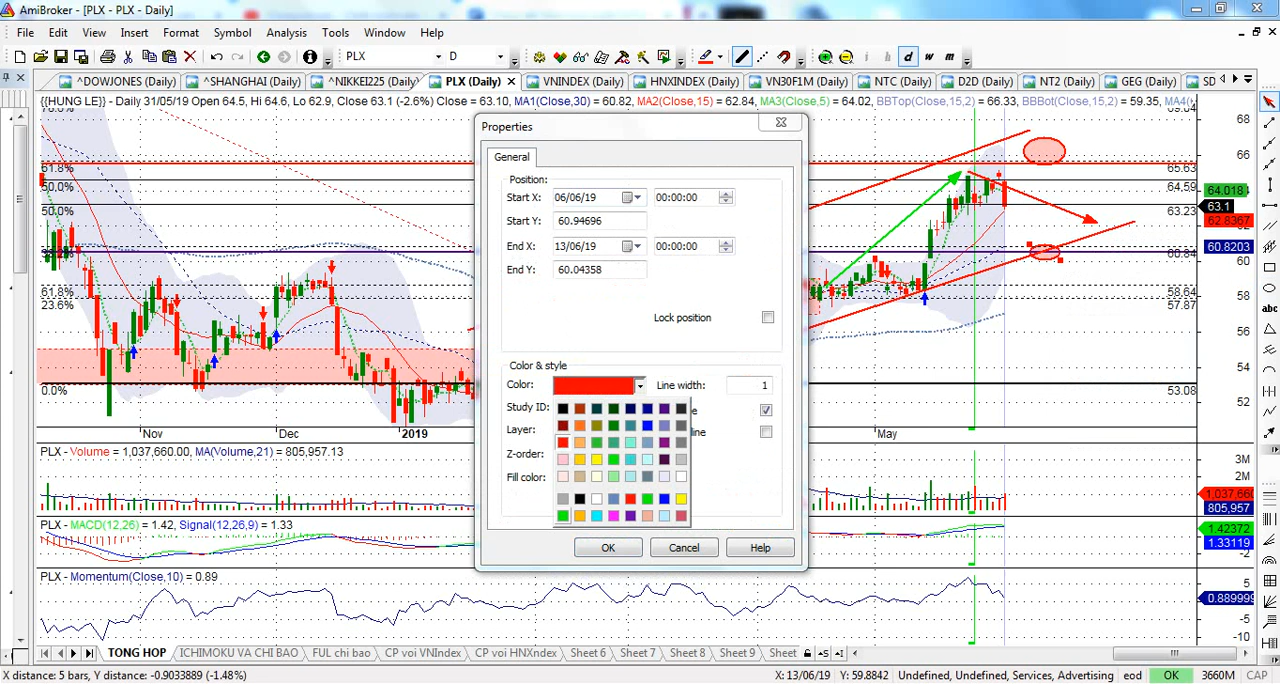 AmiBroker - [PLX - PLX - Daily]
File Edit View Insert Format Symbol Analysis Tools Window Help
PLX D i h d w m
^DOWJONES (Daily) ^SHANGHAI (Daily) ^NIKKEI225 (Daily) PLX (Daily) VNINDEX (Daily) HNXINDEX (Daily) VN30F1M (Daily) NTC (Daily) D2D (Daily) NT2 (Daily) GEG (Daily) SD
{{HUNG LE}} - Daily 31/05/19 Open 64.5, Hi 64.6, Lo 62.9, Close 63.1 (-2.6%) Close = 63.10, MA1(Close,30) = 60.82, MA2(Close,15) = 62.84, MA3(Close,5) = 64.02, BBTop(Close,15,2) = 66.33, BBBot(Close,15,2) = 59.35, MA4(
61.8%
50.0%
50.0%
61.8%
23.6%
0.0%
Nov Dec 2019 May
68
66
65.63
64.59
64.018
63.1
63.23
62.8367
60.8203
60.84
60
58.64
58
57.87
56
54
53.08
52
Properties
General
Position:
Start X: 06/06/19 00:00:00
Start Y: 60.94696
End X: 13/06/19 00:00:00
End Y: 60.04358
Lock position
Color & style
Color: Line width: 1
Study ID:
Layer:
Z-order:
Fill color:
OK Cancel Help
abc
PLX - Volume = 1,037,660.00, MA(Volume,21) = 805,957.13
3M
2M
1,037,660
805,957
PLX - MACD(12,26) = 1.42, Signal(12,26,9) = 1.33
1.42372
1.33119
-2
PLX - Momentum(Close,10) = 0.89
5
0.889999
-5
-10
TONG HOP ICHIMOKU VA CHI BAO FUL chi bao CP voi VNIndex CP voi HNXndex Sheet 6 Sheet 7 Sheet 8 Sheet 9 Sheet
X distance: 5 bars, Y distance: -0.9033889 (-1.48%) X: 13/06/19 Y: 59.8842 Undefined, Undefined, Services, Advertising eod OK 3660M CAP